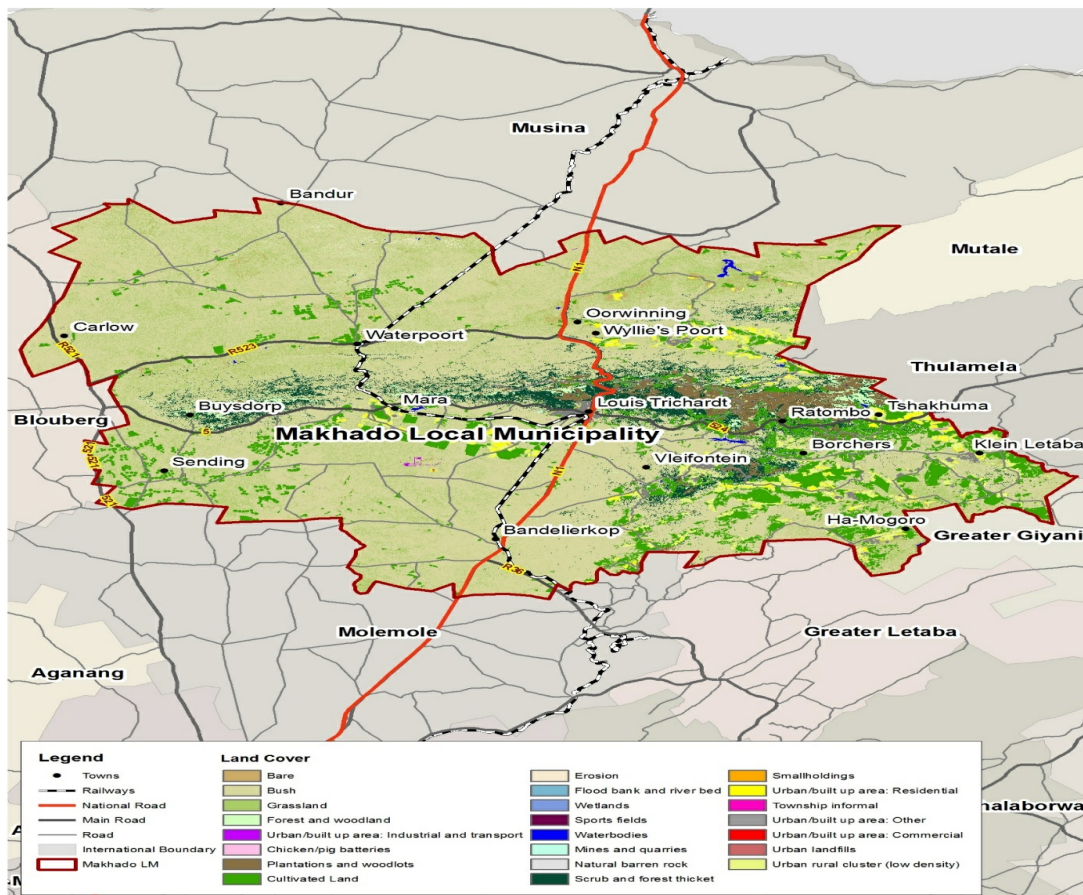 Musina
Bandur
Mutale
Carlow
Oorwinning
Wyllie's Poort
Waterpoort
N1
R523
R521
Thulamela
Blouberg
Buysdorp
Mara
Louis Trichardt
Ratombo
Tshakhuma
Makhado Local Municipality
Borchers
Klein Letaba
Sending
Vleifontein
N1
Bandelierkop
Ha-Mogoro
Greater Giyani
R36
Molemole
Greater Letaba
Aganang
halaborwa
Legend
Towns
Railways
National Road
Main Road
Road
International Boundary
Makhado LM
Land Cover
Bare
Bush
Grassland
Forest and woodland
Urban/built up area: Industrial and transport
Chicken/pig batteries
Plantations and woodlots
Cultivated Land
Erosion
Flood bank and river bed
Wetlands
Sports fields
Waterbodies
Mines and quarries
Natural barren rock
Scrub and forest thicket
Smallholdings
Urban/built up area: Residential
Township informal
Urban/built up area: Other
Urban/built up area: Commercial
Urban landfills
Urban rural cluster (low density)